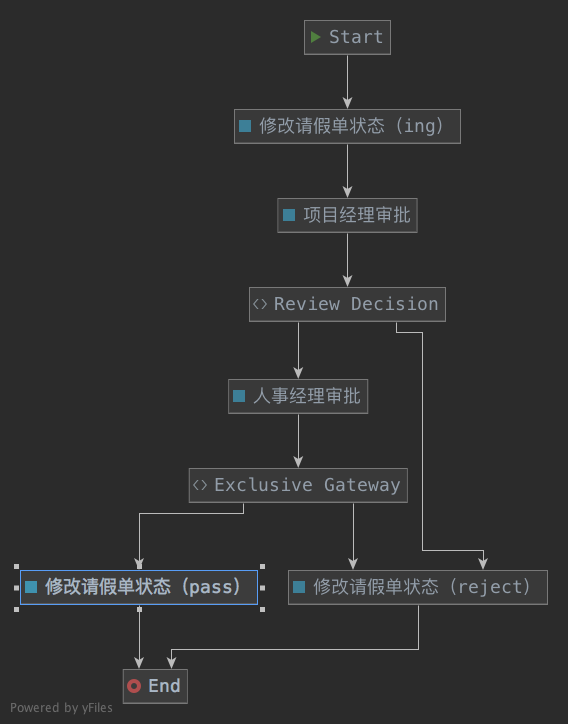 Start
修改请假单状态（ing）
项目经理审批
<> Review Decision
人事经理审批
<> Exclusive Gateway
修改请假单状态（pass）
修改请假单状态（reject）
End
Powered by yFiles